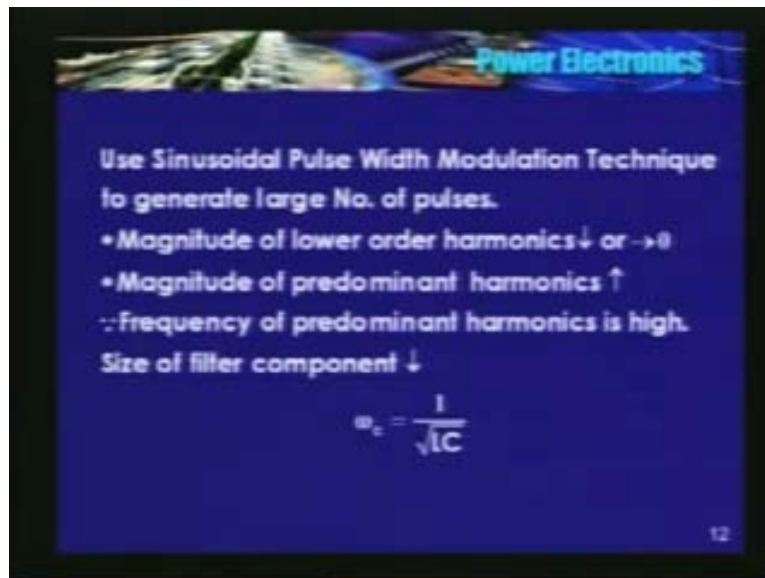 Power Electronics
Use Sinusoidal Pulse Width Modulation Technique
to generate large No. of pulses.
•Magnitude of lower order harmonics↓ or →0
•Magnitude of predominant harmonics ↑
∵Frequency of predominant harmonics is high.
Size of filter component ↓
ω_c = 1/√LC
12